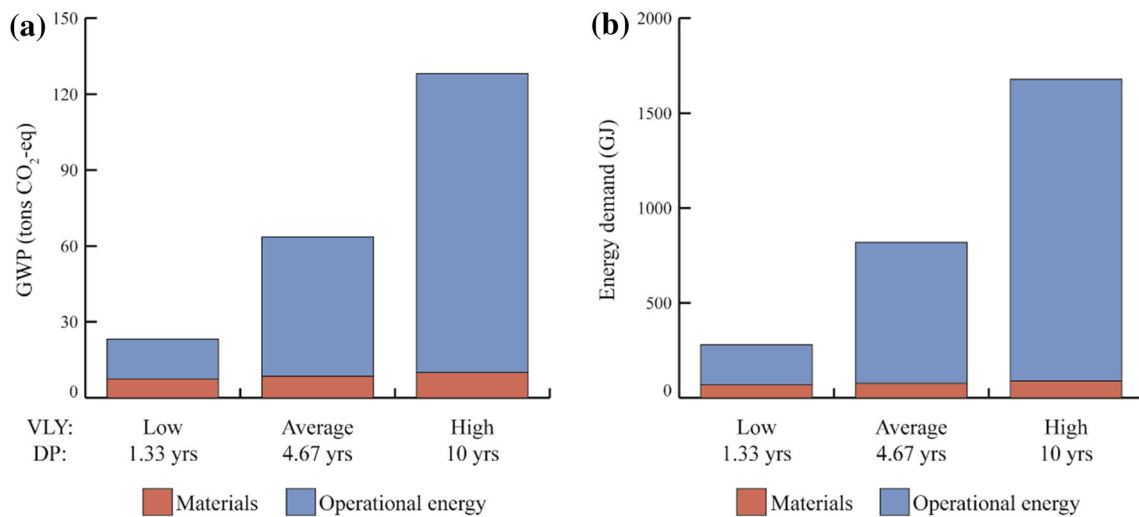 (a)
GWP (tons CO2-eq)
150
120
90
60
30
0
VLY: Low Average High
DP: 1.33 yrs 4.67 yrs 10 yrs
Materials Operational energy
(b)
Energy demand (GJ)
2000
1500
1000
500
0
Low Average High
1.33 yrs 4.67 yrs 10 yrs
Materials Operational energy